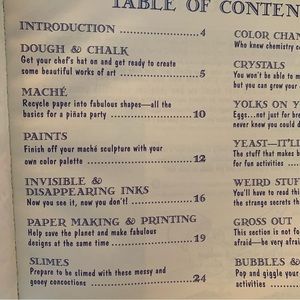 TABLE OF CONTEN
INTRODUCTION 4
DOUGH & CHALK
Get your chef's hat on and get ready to create
some beautiful works of art 5
MACHÉ
Recycle paper into fabulous shapes—all the
basics for a piñata party 10
PAINTS
Finish off your maché sculpture with your
own color palette 12
INVISIBLE &
DISAPPEARING INKS
Now you see it, now you don't! 16
PAPER MAKING & PRINTING
Help save the planet and make fabulous
designs at the same time 19
SLIMES
Prepare to be slimed with these messy and
gooey concoctions 24
COLOR CHAN
Who knew chemistry c
CRYSTALS
You won't be able to m
but you can grow your
YOLKS ON Y
Eggs...not just for bre
never knew you could d
YEAST—IT'LL
The stuff that makes b
for fun activities
WEIRD STUF
You'll have to read this
the strange secrets th
GROSS OUT
This section is not fo
afraid—be very afraid
BUBBLES &
Pop and giggle your
activities